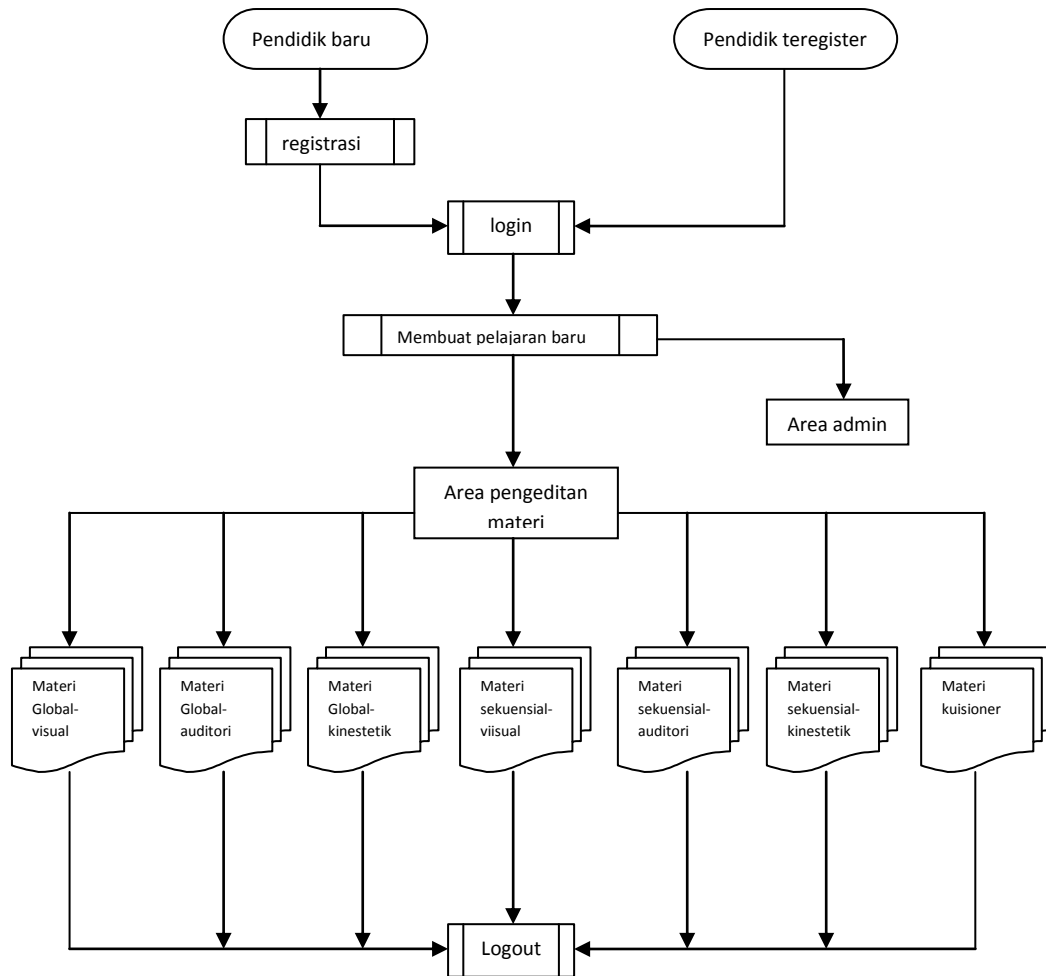 Pendidik baru
Pendidik teregister
registrasi
login
Membuat pelajaran baru
Area admin
Area pengeditan
materi
Materi
Global-
visual
Materi
Global-
auditori
Materi
Global-
kinestetik
Materi
sekuensial-
viisual
Materi
sekuensial-
auditori
Materi
sekuensial-
kinestetik
Materi
kuisioner
Logout